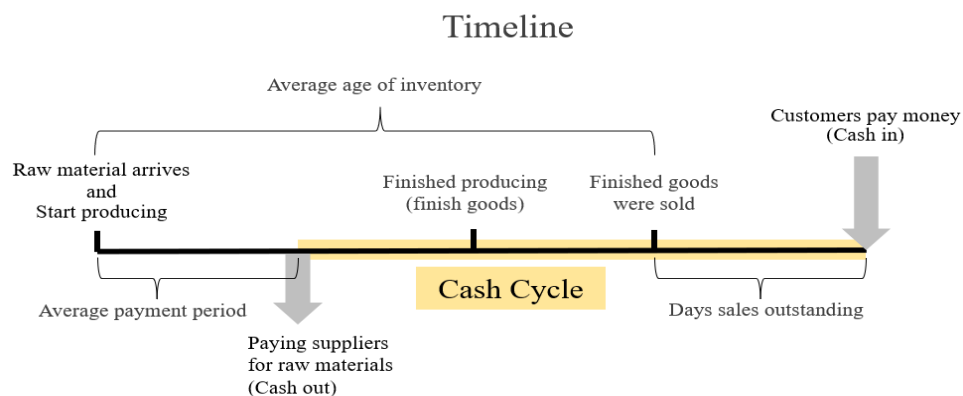 Timeline
Average age of inventory
Customers pay money
(Cash in)
Raw material arrives
and
Start producing
Finished producing
(finish goods)
Finished goods
were sold
Cash Cycle
Average payment period
Days sales outstanding
Paying suppliers
for raw materials
(Cash out)